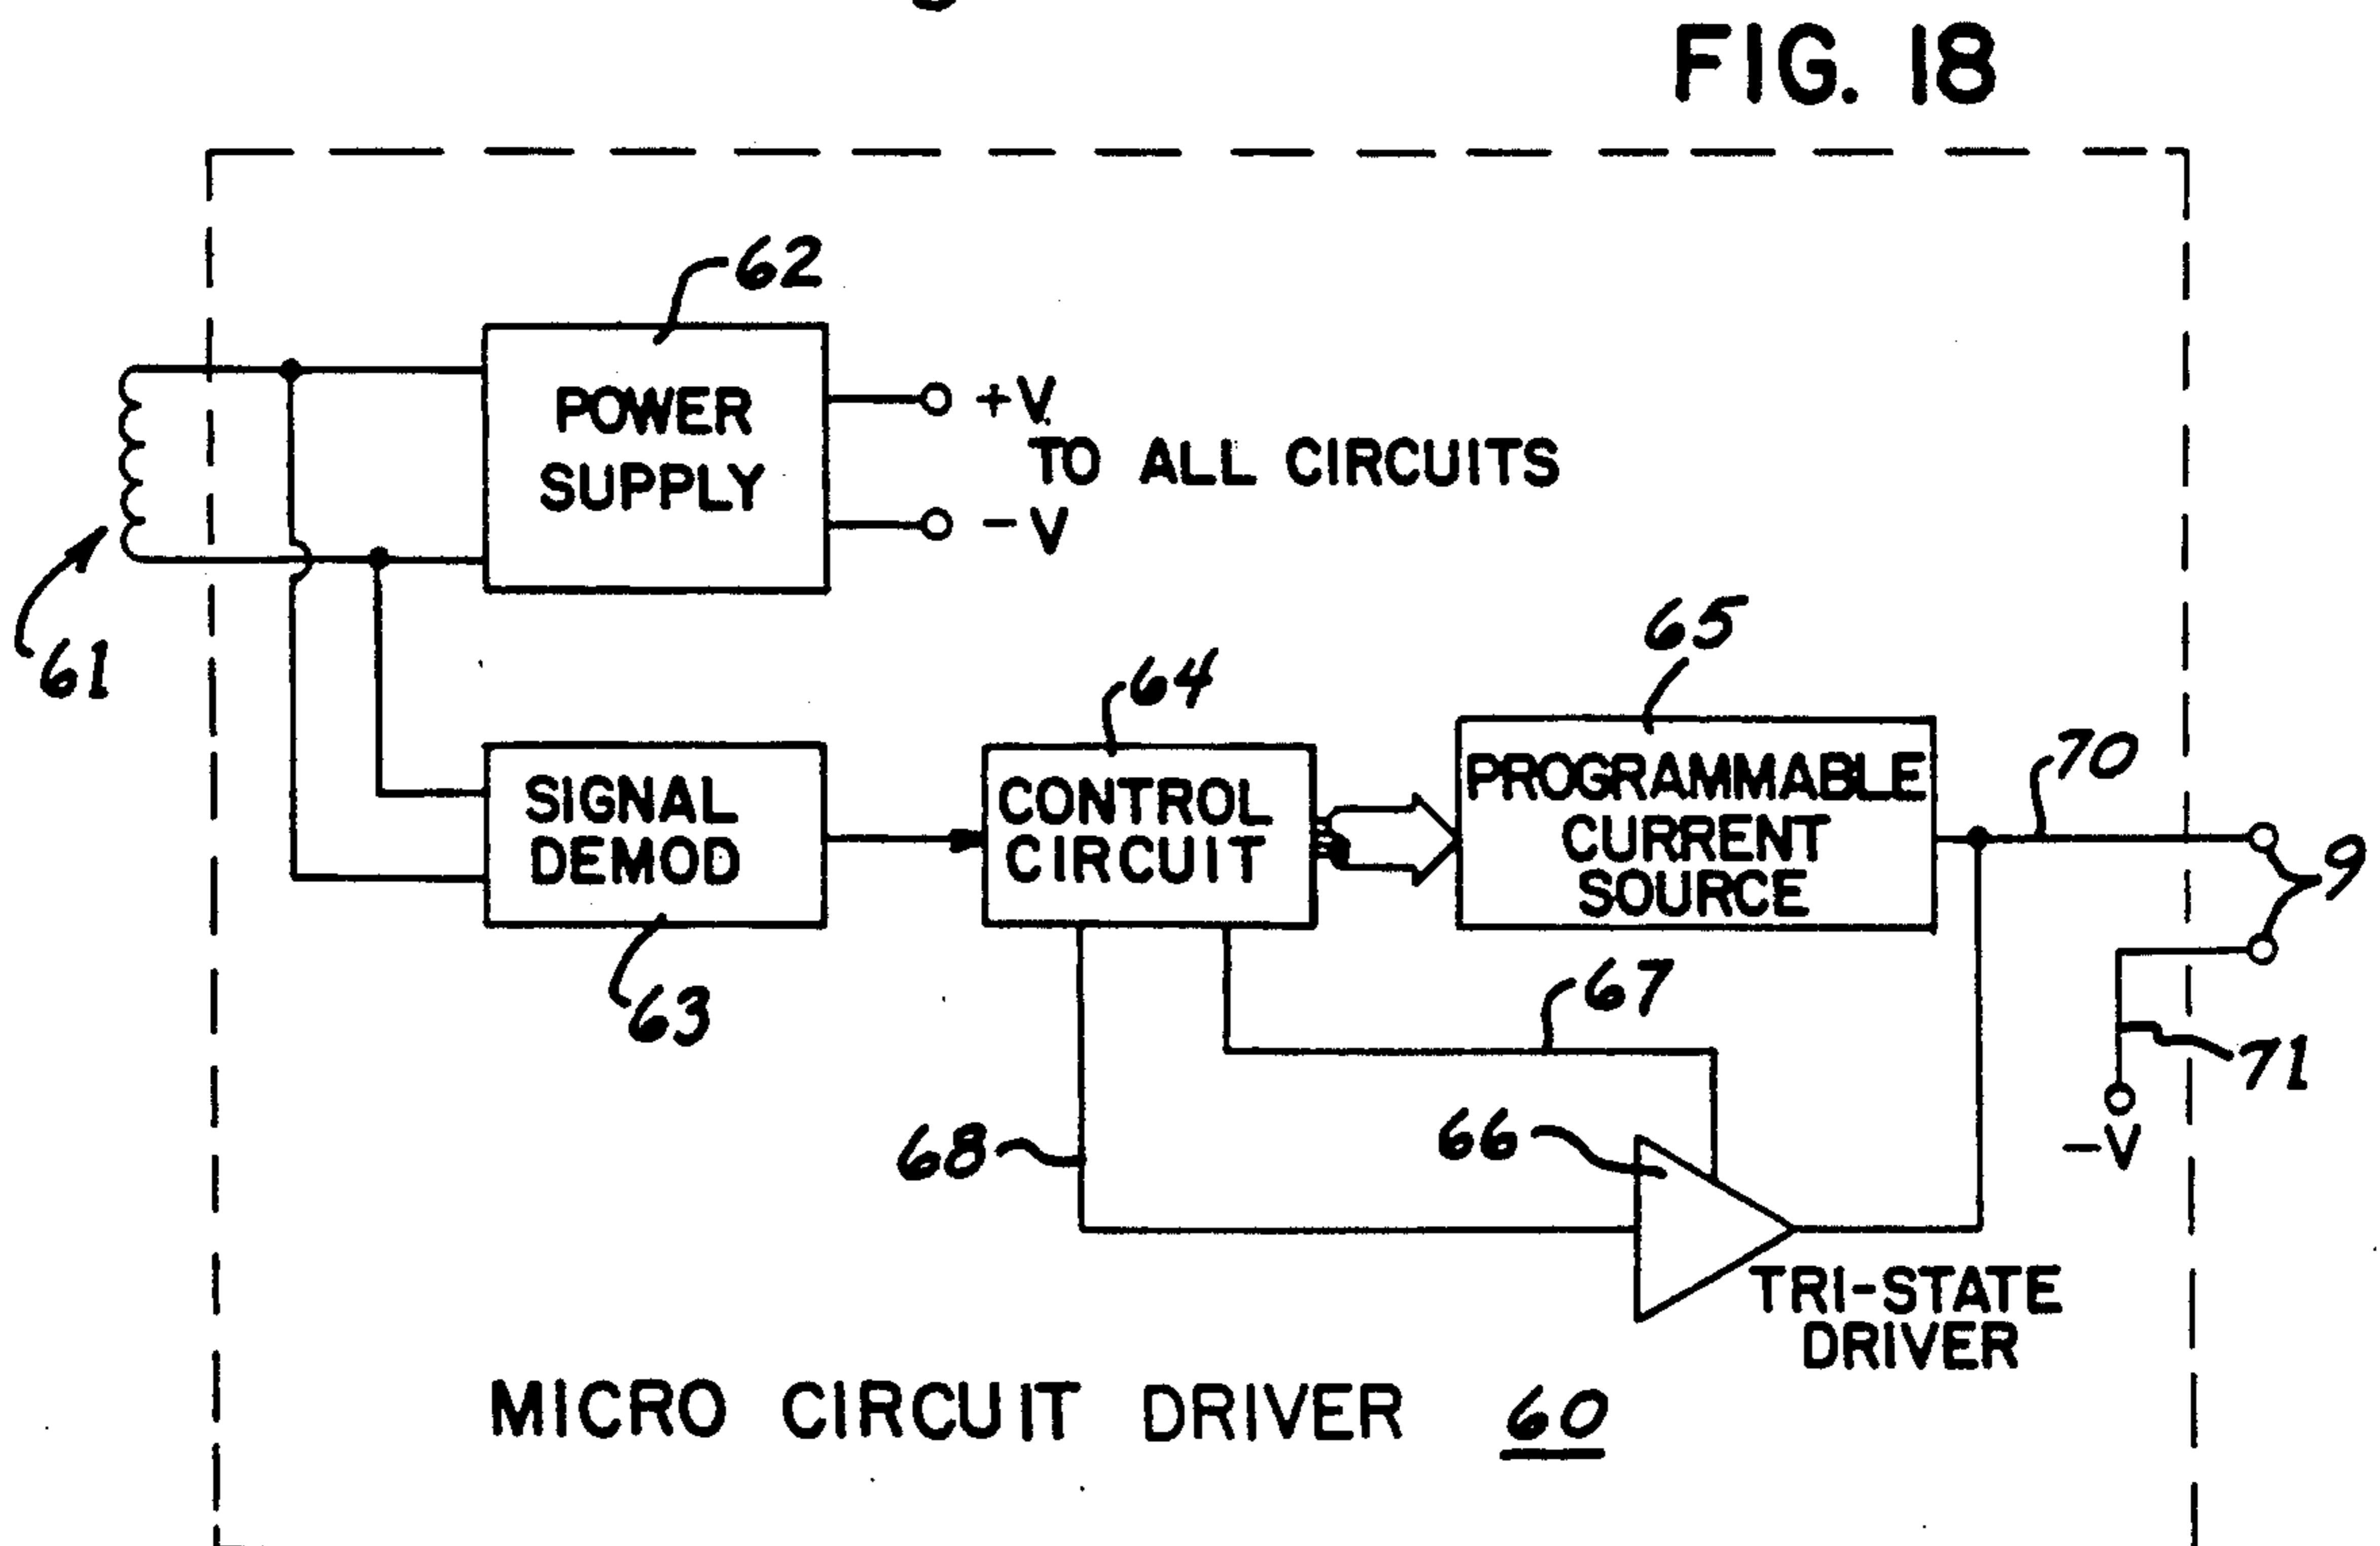 FIG. 18
62
POWER
SUPPLY
+V
TO ALL CIRCUITS
-V
61
65
64
SIGNAL
DEMOD
CONTROL
CIRCUIT
PROGRAMMABLE
CURRENT
SOURCE
70
9
63
67
71
68
66
-V
TRI-STATE
DRIVER
MICRO CIRCUIT DRIVER 60